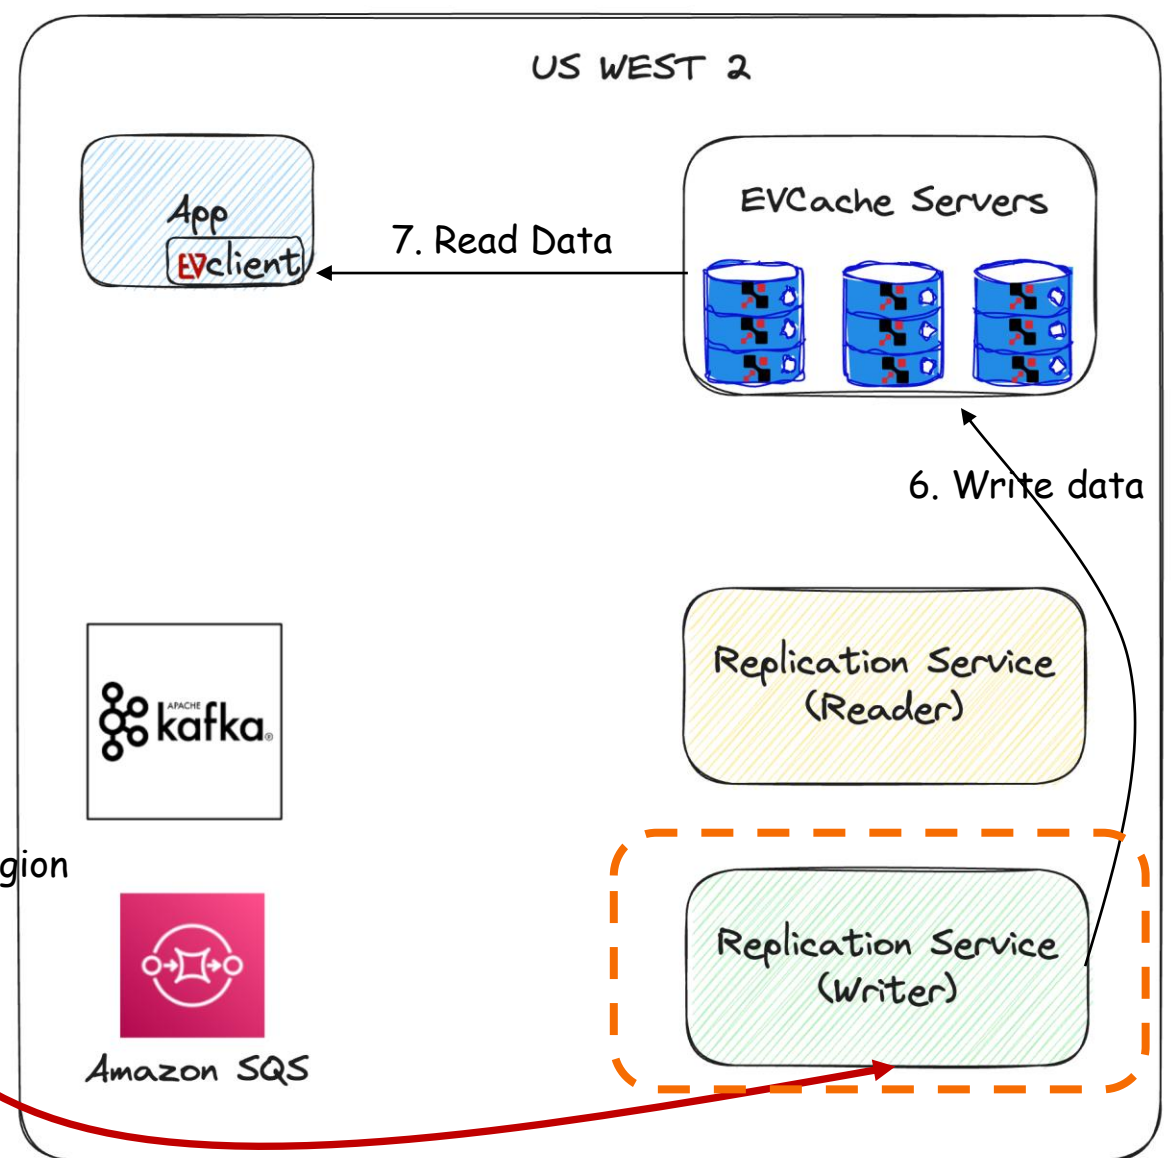 US WEST 2
App
EVclient
7. Read Data
EVCache Servers
6. Write data
Replication Service
(Reader)
APACHE
kafka®
gion
Replication Service
(Writer)
Amazon SQS